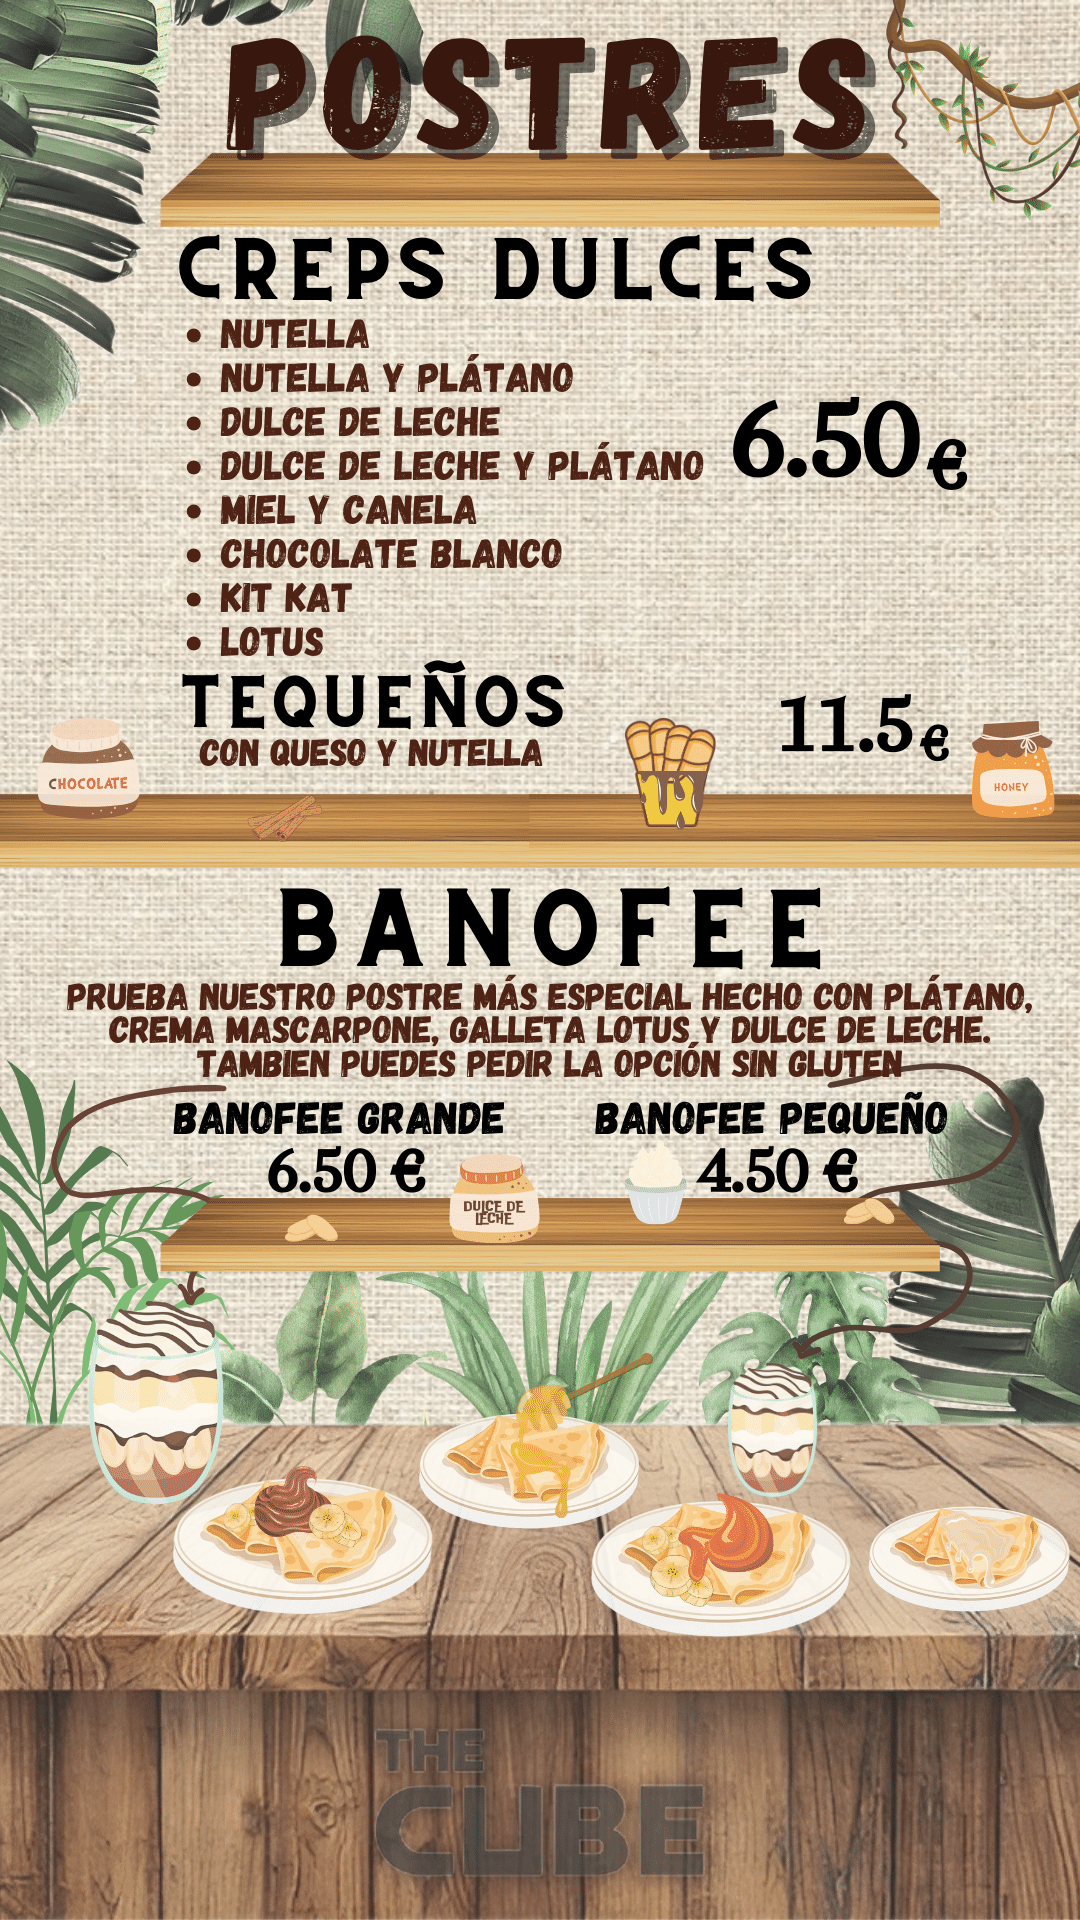 POSTRES
CREPS DULCES
• NUTELLA
• NUTELLA Y PLÁTANO
• DULCE DE LECHE
• DULCE DE LECHE Y PLÁTANO
• MIEL Y CANELA
• CHOCOLATE BLANCO
• KIT KAT
• LOTUS
6.50€
TEQUEÑOS
CON QUESO Y NUTELLA
11.5€
CHOCOLATE
HONEY
BANOFEE
PRUEBA NUESTRO POSTRE MÁS ESPECIAL HECHO CON PLÁTANO,
CREMA MASCARPONE, GALLETA LOTUS Y DULCE DE LECHE.
TAMBIEN PUEDES PEDIR LA OPCIÓN SIN GLUTEN
BANOFEE GRANDE
6.50 €
BANOFEE PEQUEÑO
4.50 €
DULCE DE
LECHE
THE
CUBE